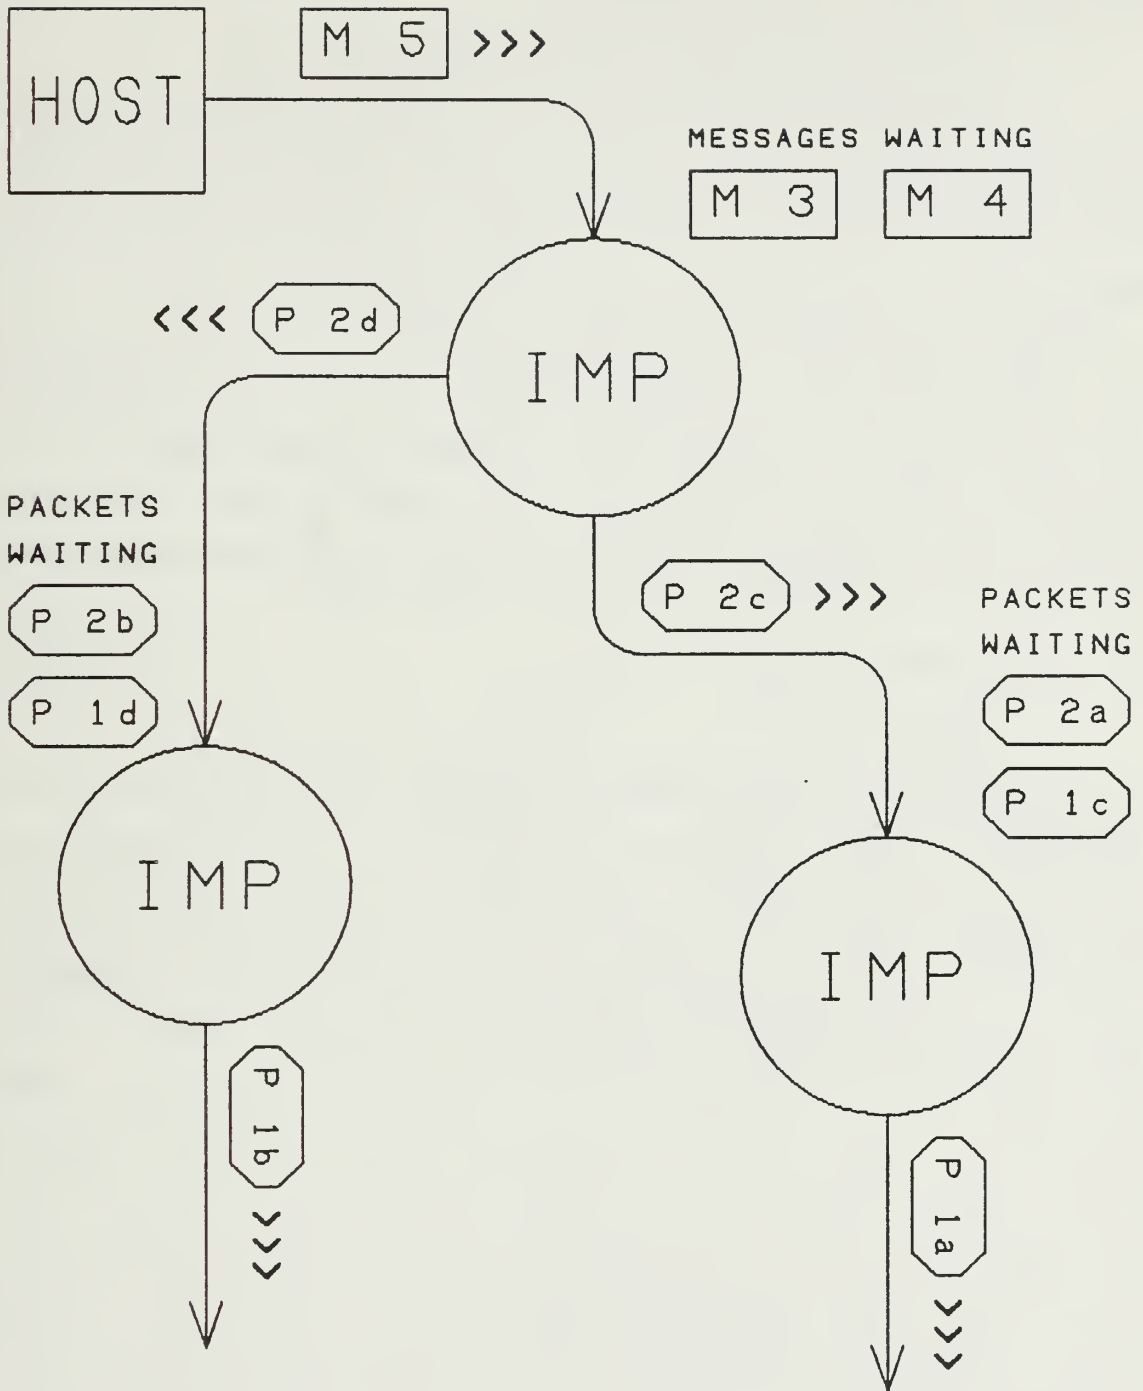 M 5 >>>
HOST
MESSAGES WAITING
M 3 M 4
<<< P 2d
IMP
PACKETS
WAITING
P 2b
P 1d
P 2c >>>
PACKETS
WAITING
P 2a
P 1c
IMP
IMP
P 1b >>>
P 1a >>>